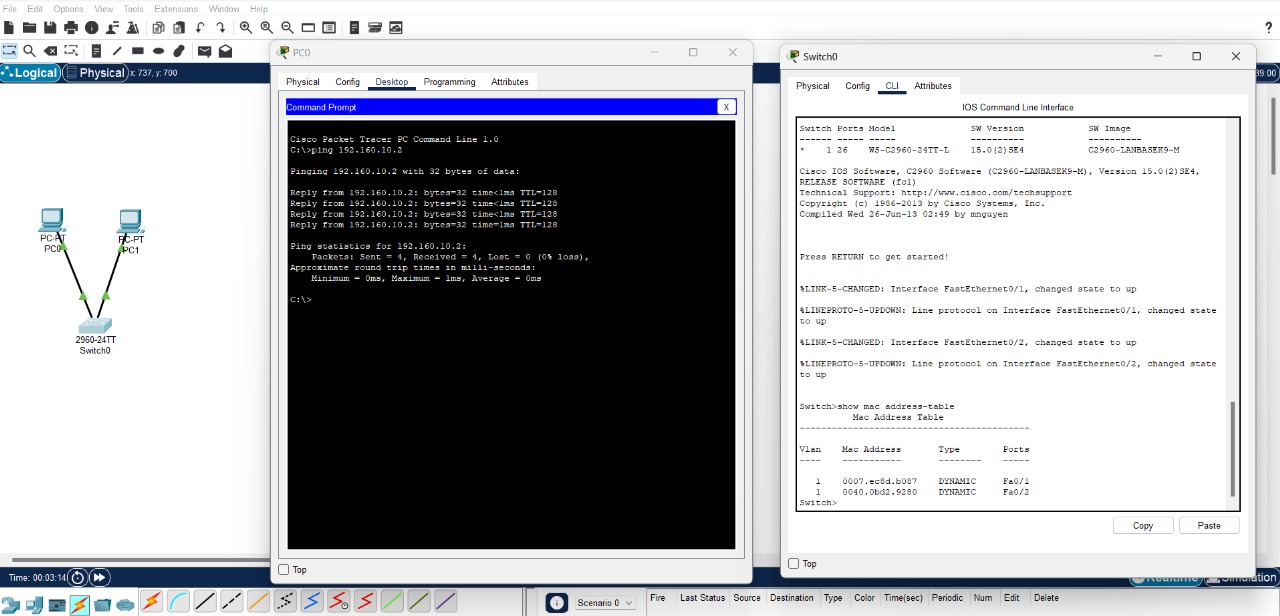 File Edit Options View Tools Extensions Window Help
?
Logical Physical x: 737, y: 700
39.00
PC-PT
PC0
PC-PT
PC1
2960-24TT
Switch0
PC0
Physical Config Desktop Programming Attributes
Command Prompt X
Cisco Packet Tracer PC Command Line 1.0
C:\>ping 192.160.10.2
Pinging 192.160.10.2 with 32 bytes of data:
Reply from 192.160.10.2: bytes=32 time<1ms TTL=128
Reply from 192.160.10.2: bytes=32 time<1ms TTL=128
Reply from 192.160.10.2: bytes=32 time<1ms TTL=128
Reply from 192.160.10.2: bytes=32 time=1ms TTL=128
Ping statistics for 192.160.10.2:
Packets: Sent = 4, Received = 4, Lost = 0 (0% loss),
Approximate round trip times in milli-seconds:
Minimum = 0ms, Maximum = 1ms, Average = 0ms
C:\>
Top
Switch0
Physical Config CLI Attributes
IOS Command Line Interface
Switch Ports Model SW Version SW Image
------ ----- ----- ---------- ----------
* 1 26 WS-C2960-24TT-L 15.0(2)SE4 C2960-LANBASEK9-M
Cisco IOS Software, C2960 Software (C2960-LANBASEK9-M), Version 15.0(2)SE4,
RELEASE SOFTWARE (fc1)
Technical Support: http://www.cisco.com/techsupport
Copyright (c) 1986-2013 by Cisco Systems, Inc.
Compiled Wed 26-Jun-13 02:49 by mnguyen
Press RETURN to get started!
%LINK-5-CHANGED: Interface FastEthernet0/1, changed state to up
%LINEPROTO-5-UPDOWN: Line protocol on Interface FastEthernet0/1, changed state
to up
%LINK-5-CHANGED: Interface FastEthernet0/2, changed state to up
%LINEPROTO-5-UPDOWN: Line protocol on Interface FastEthernet0/2, changed state
to up
Switch>show mac address-table
Mac Address Table
-------------------------------------------
Vlan Mac Address Type Ports
---- ----------- -------- -----
1 0007.ec8d.b087 DYNAMIC Fa0/1
1 0040.0bd2.9280 DYNAMIC Fa0/2
Switch>
Copy Paste
Top
Time: 00:03:14 Realtime Simulation
Scenario 0 Fire Last Status Source Destination Type Color Time(sec) Periodic Num Edit Delete